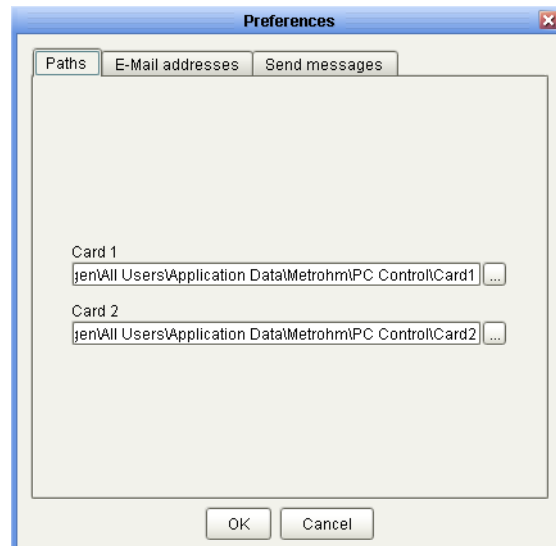 Preferences
Paths E-Mail addresses Send messages
Card 1
gen\All Users\Application Data\Metrohm\PC Control\Card1 ...
Card 2
gen\All Users\Application Data\Metrohm\PC Control\Card2 ...
OK Cancel